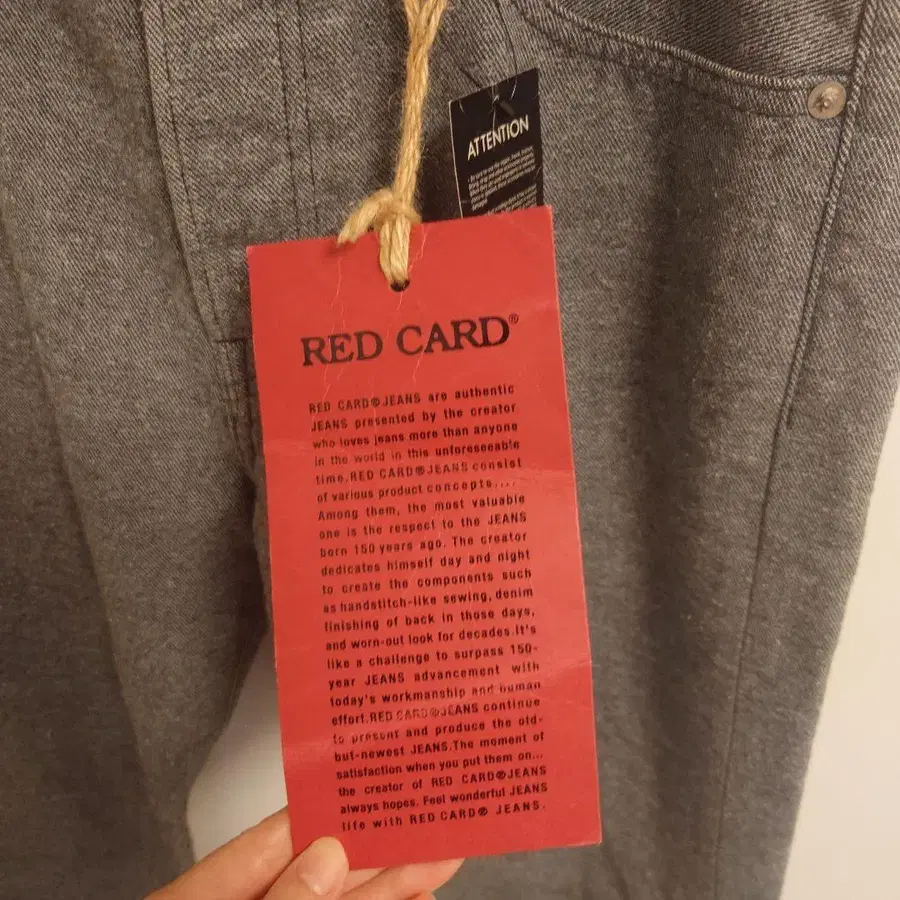 ATTENTION
RED CARD®
RED CARD®JEANS are authentic
JEANS presented by the creator
who loves jeans more than anyone
in the world in this unforeseeable
time.RED CARD®JEANS consist
of various product concepts....
Among them, the most valuable
one is the respect to the JEANS
born 150 years ago. The creator
dedicates himself day and night
to create the components such
as handstitch-like sewing, denim
finishing of back in those days,
and worn-out look for decades.It's
like a challenge to surpass 150-
year JEANS advancement with
today's workmanship and human
effort.RED CARD®JEANS continue
to present and produce the old-
but-newest JEANS.The moment of
satisfaction when you put them on...
the creator of RED CARD®JEANS
always hopes. Feel wonderful JEANS
life with RED CARD® JEANS.